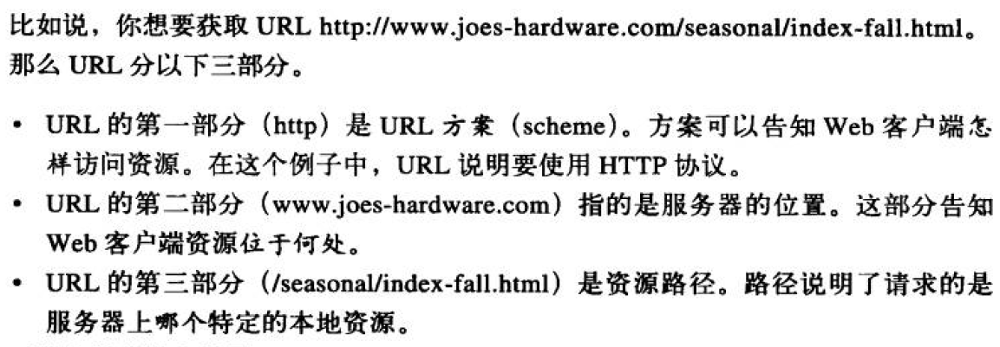 比如说，你想要获取 URL http://www.joes-hardware.com/seasonal/index-fall.html。
那么 URL 分以下三部分。
• URL 的第一部分（http）是 URL 方案（scheme）。方案可以告知 Web 客户端怎
样访问资源。在这个例子中，URL 说明要使用 HTTP 协议。
• URL 的第二部分（www.joes-hardware.com）指的是服务器的位置。这部分告知
Web 客户端资源位于何处。
• URL 的第三部分（/seasonal/index-fall.html）是资源路径。路径说明了请求的是
服务器上哪个特定的本地资源。